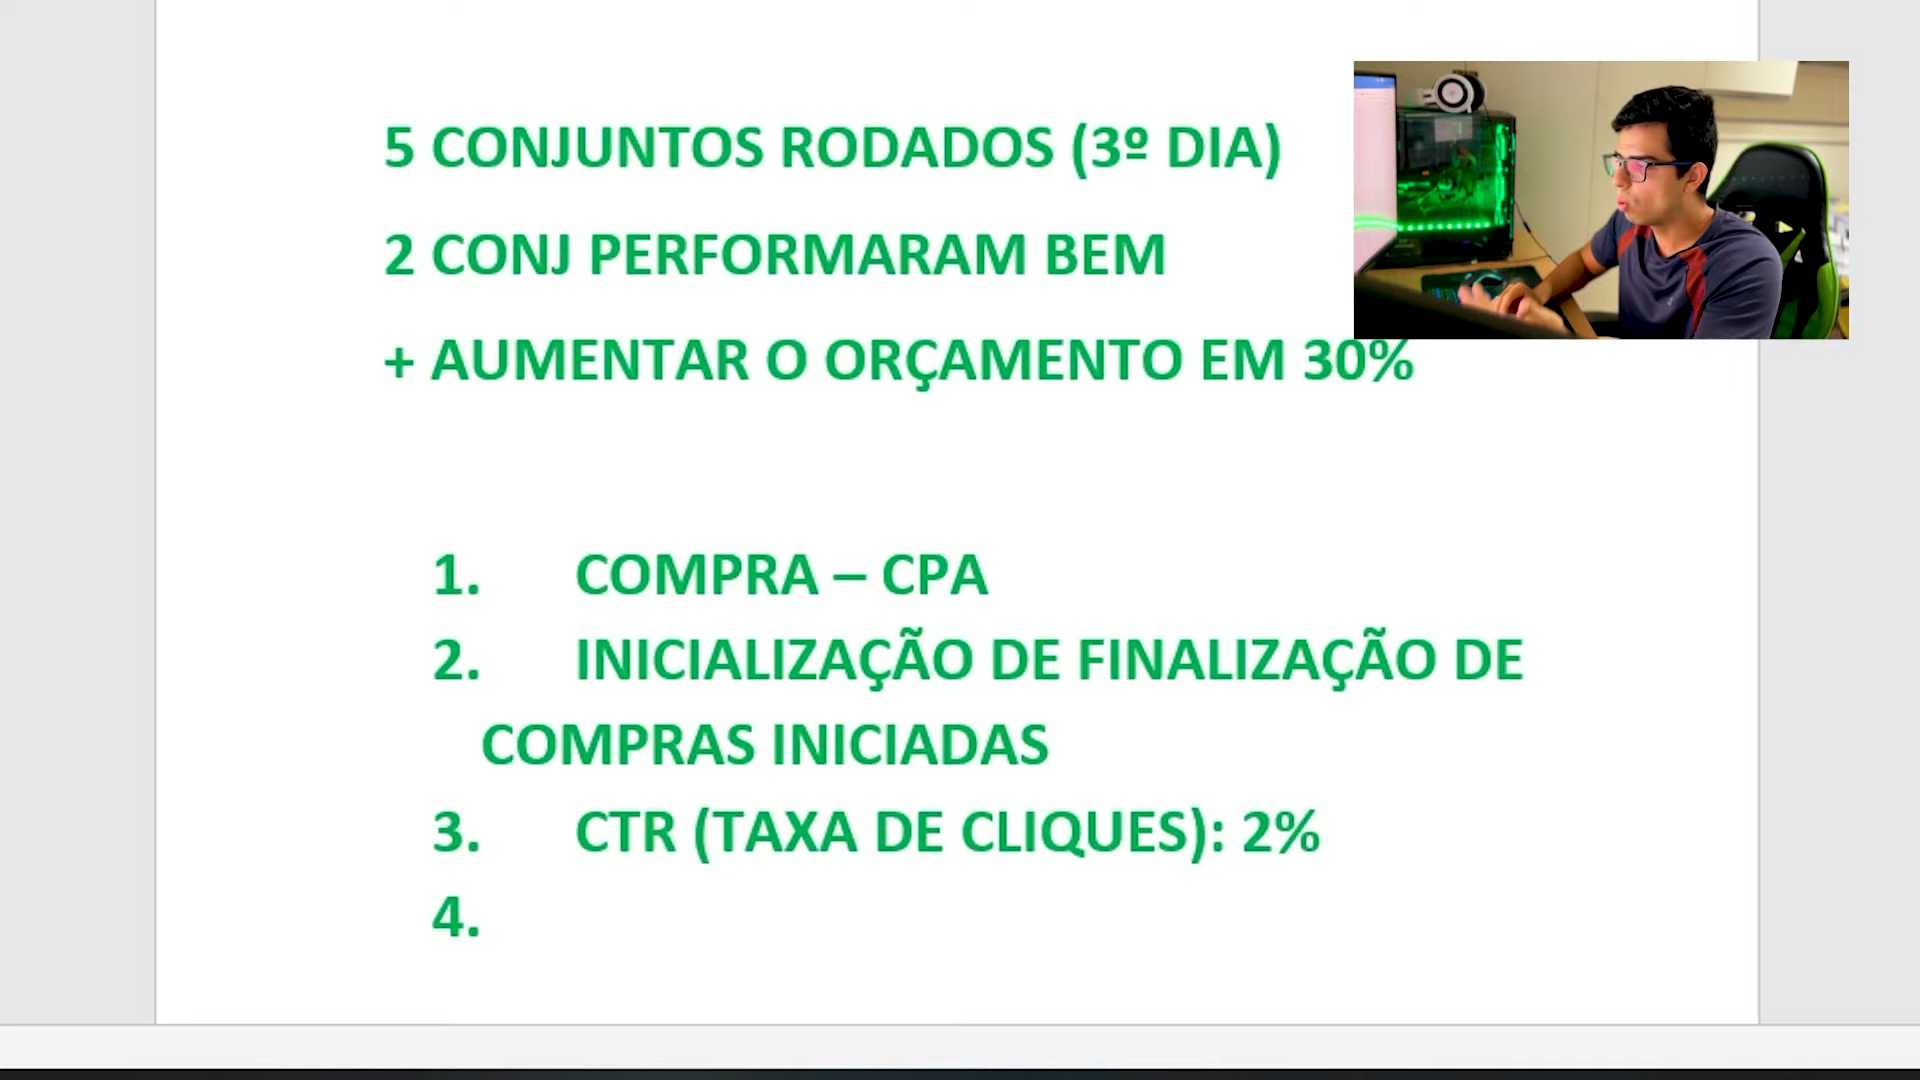 5 CONJUNTOS RODADOS (3º DIA)
2 CONJ PERFORMARAM BEM
+ AUMENTAR O ORÇAMENTO EM 30%
1. COMPRA – CPA
2. INICIALIZAÇÃO DE FINALIZAÇÃO DE
COMPRAS INICIADAS
3. CTR (TAXA DE CLIQUES): 2%
4.